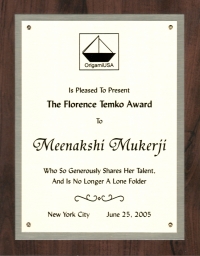 OrigamiUSA
Is Pleased To Present
The Florence Temko Award
To
Meenakshi Mukerji
Who So Generously Shares Her Talent,
And Is No Longer A Lone Folder
New York City June 25, 2005